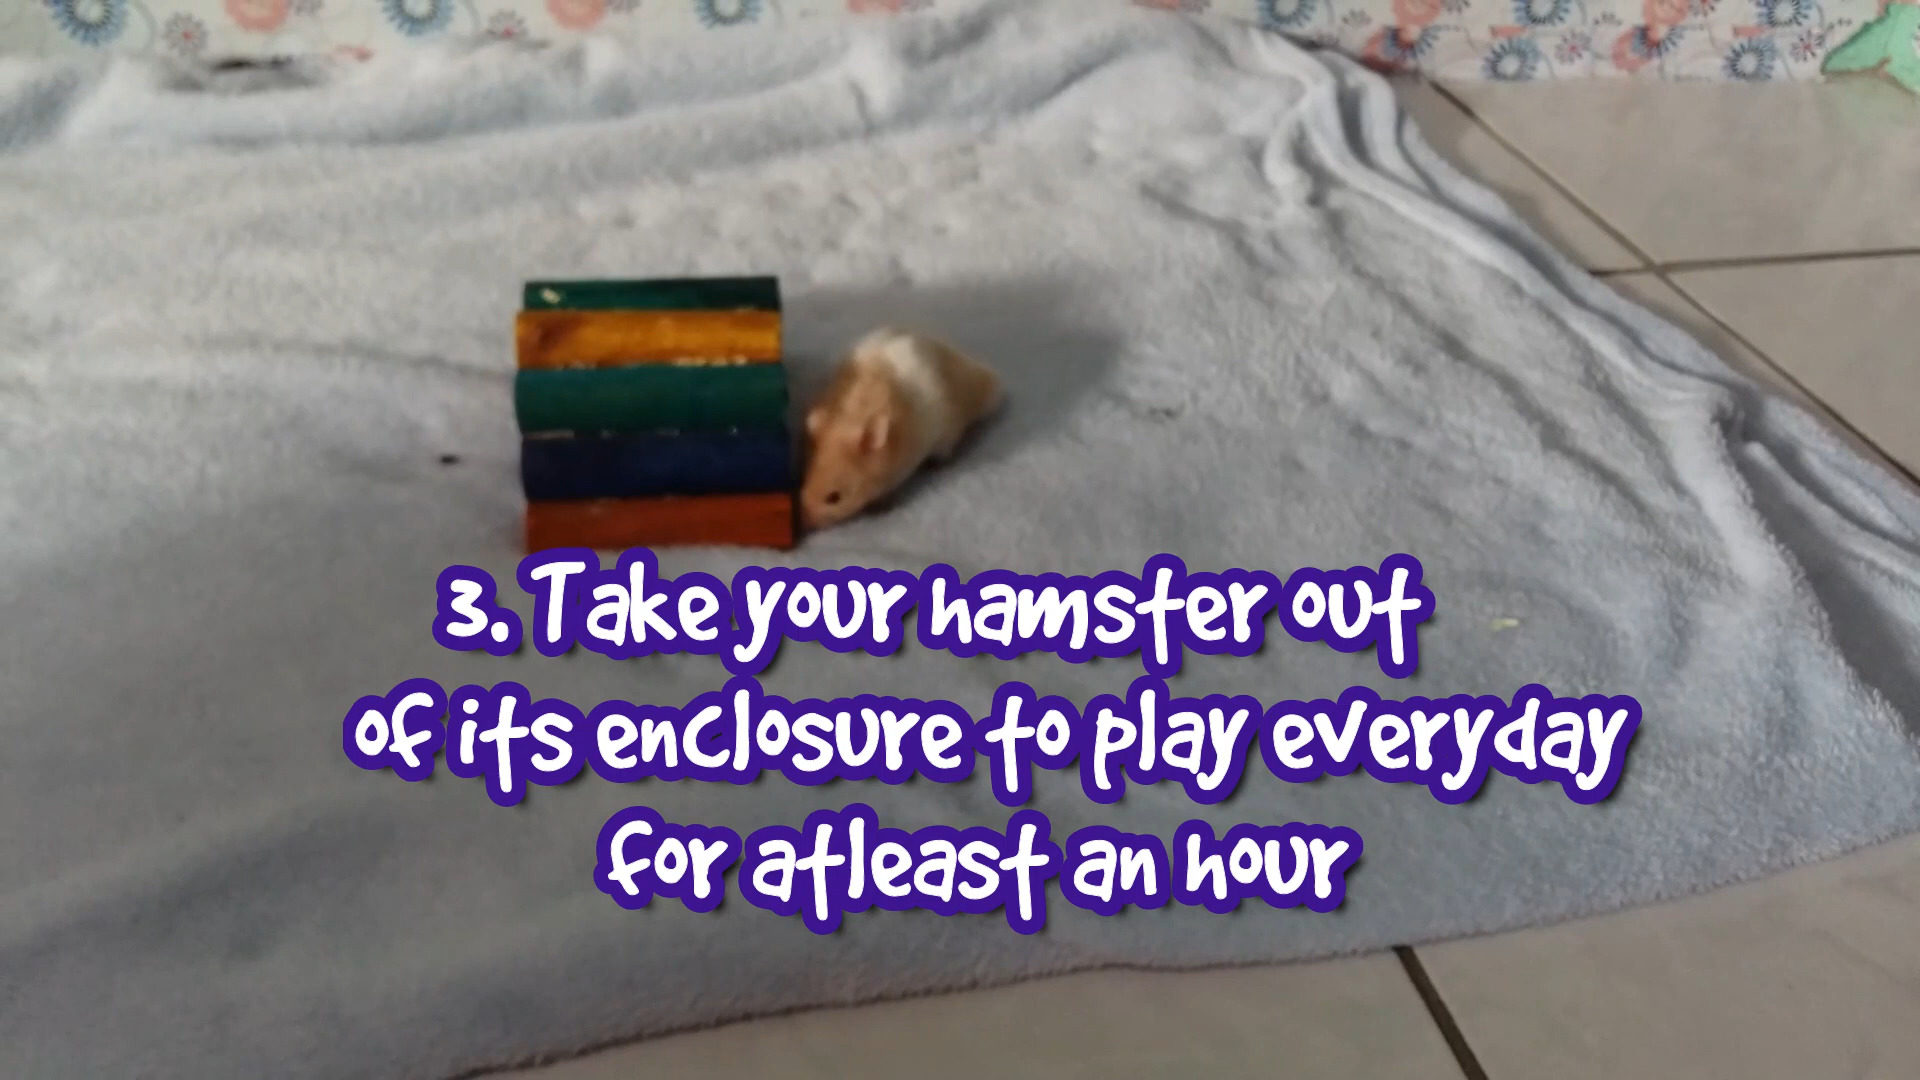 3. Take your hamster out
of its enclosure to play everyday
for atleast an hour